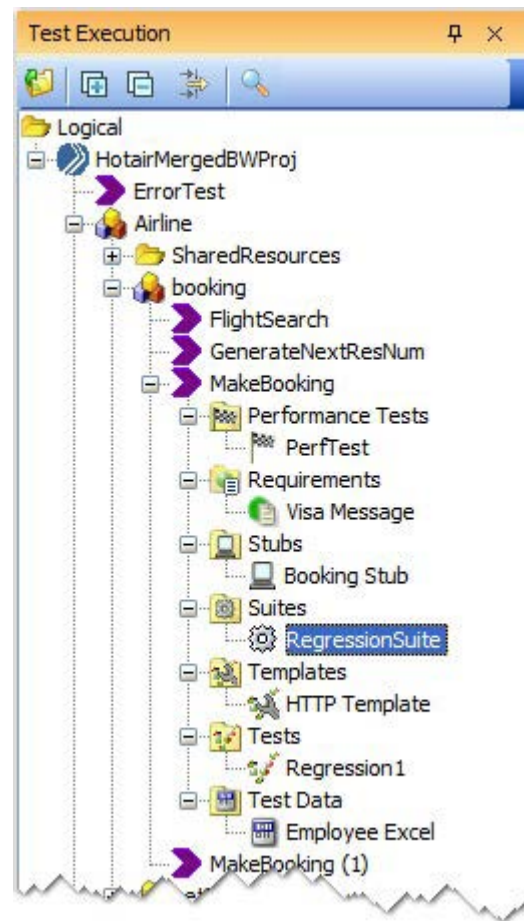 Test Execution
Logical
HotairMergedBWProj
ErrorTest
Airline
SharedResources
booking
FlightSearch
GenerateNextResNum
MakeBooking
Performance Tests
PerfTest
Requirements
Visa Message
Stubs
Booking Stub
Suites
RegressionSuite
Templates
HTTP Template
Tests
Regression1
Test Data
Employee Excel
MakeBooking (1)